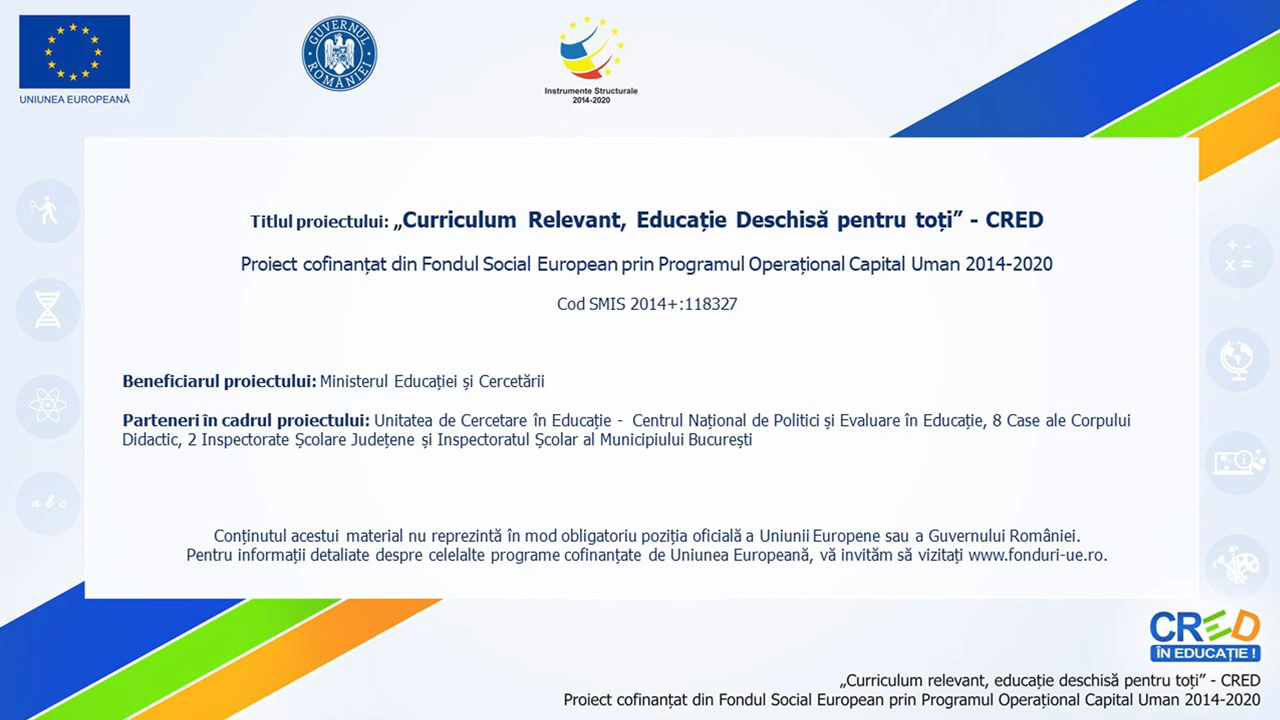 UNIUNEA EUROPEANĂ
GUVERNUL ROMÂNIEI
Instrumente Structurale
2014-2020
Titlul proiectului: „Curriculum Relevant, Educație Deschisă pentru toți” - CRED
Proiect cofinanțat din Fondul Social European prin Programul Operațional Capital Uman 2014-2020
Cod SMIS 2014+:118327
Beneficiarul proiectului: Ministerul Educației și Cercetării
Parteneri în cadrul proiectului: Unitatea de Cercetare în Educație - Centrul Național de Politici și Evaluare în Educație, 8 Case ale Corpului
Didactic, 2 Inspectorate Școlare Județene și Inspectoratul Școlar al Municipiului București
Conținutul acestui material nu reprezintă în mod obligatoriu poziția oficială a Uniunii Europene sau a Guvernului României.
Pentru informații detaliate despre celelalte programe cofinanțate de Uniunea Europeană, vă invităm să vizitați www.fonduri-ue.ro.
+ -
x =
a b c
CRED
ÎN EDUCAȚIE !
„Curriculum relevant, educație deschisă pentru toți” - CRED
Proiect cofinanțat din Fondul Social European prin Programul Operațional Capital Uman 2014-2020